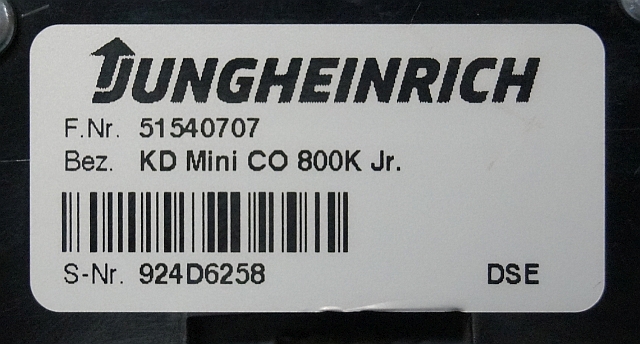 JUNGHEINRICH
F.Nr. 51540707
Bez. KD Mini CO 800K Jr.
S-Nr. 924D6258 DSE